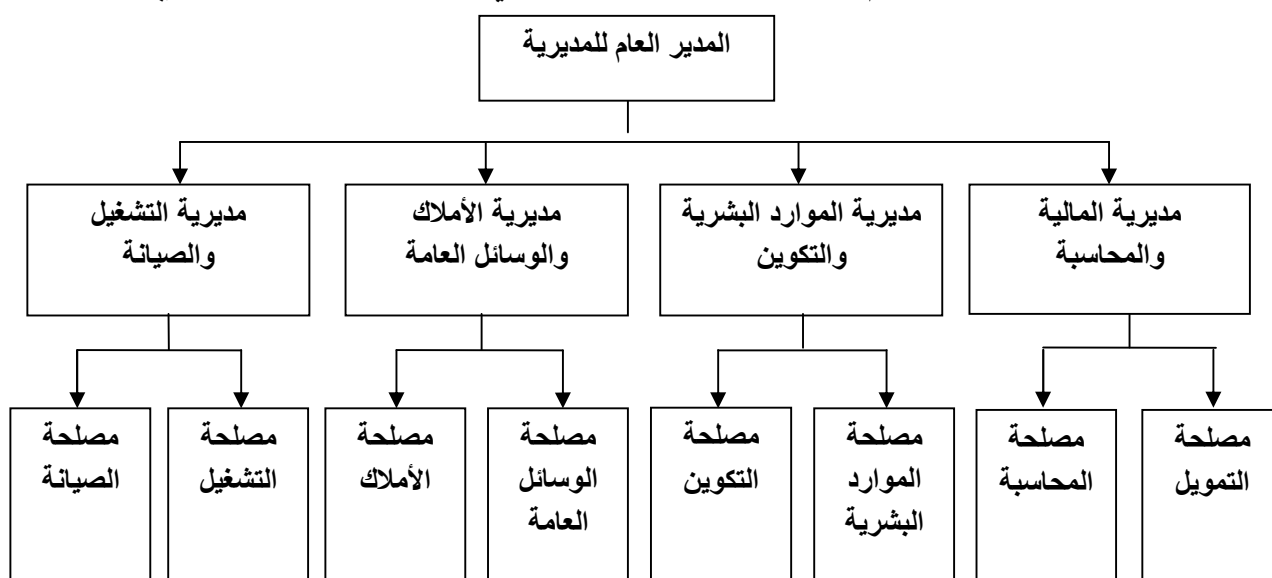 المدير العام للمديرية
مديرية المالية
والمحاسبة
مديرية الموارد البشرية
والتكوين
مديرية الأملاك
والوسائل العامة
مديرية التشغيل
والصيانة
مصلحة
التمويل
مصلحة
المحاسبة
مصلحة
الموارد
البشرية
مصلحة
التكوين
مصلحة
الوسائل
العامة
مصلحة
الأملاك
مصلحة
التشغيل
مصلحة
الصيانة